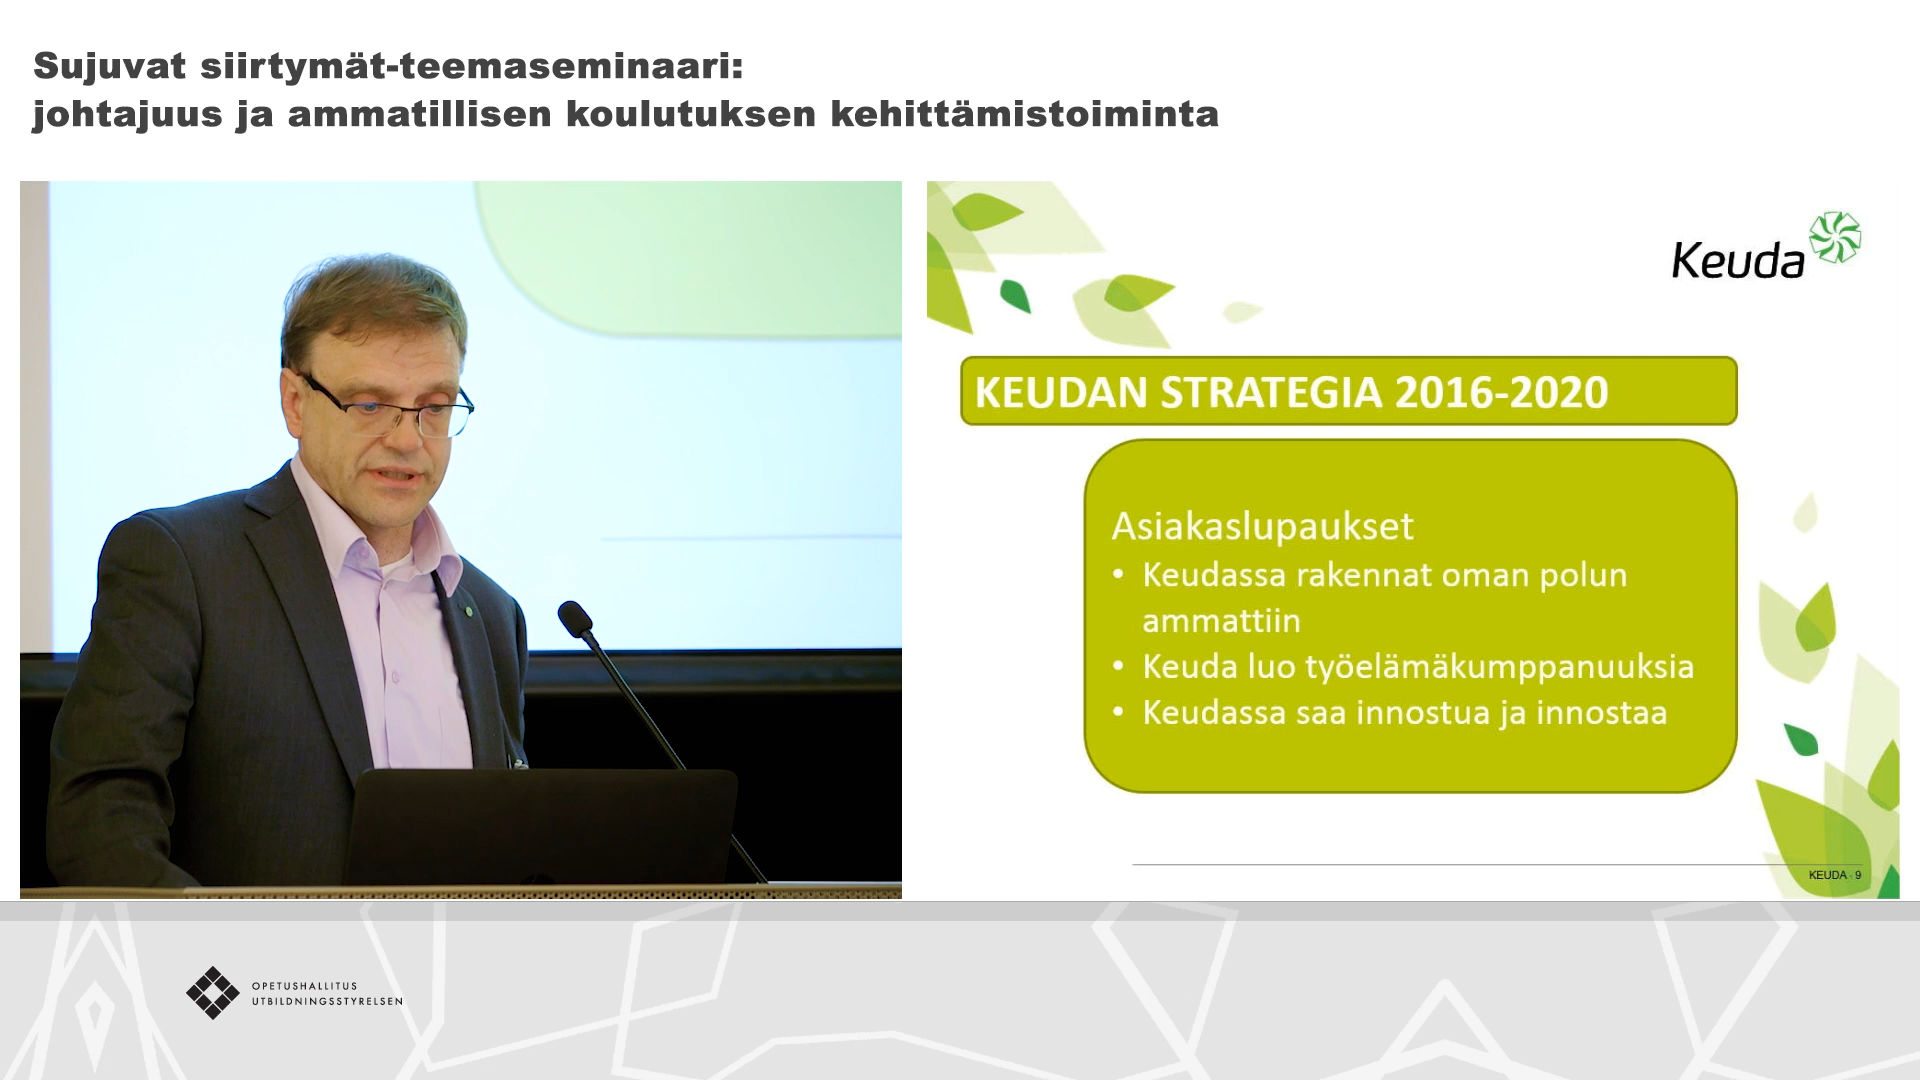 Sujuvat siirtymät-teemaseminaari:
johtajuus ja ammatillisen koulutuksen kehittämistoiminta
Keuda
KEUDAN STRATEGIA 2016-2020
Asiakaslupaukset
• Keudassa rakennat oman polun
ammattiin
• Keuda luo työelämäkumppanuuksia
• Keudassa saa innostua ja innostaa
KEUDA - 9
OPETUSHALLITUS
UTBILDNINGSSTYRELSEN